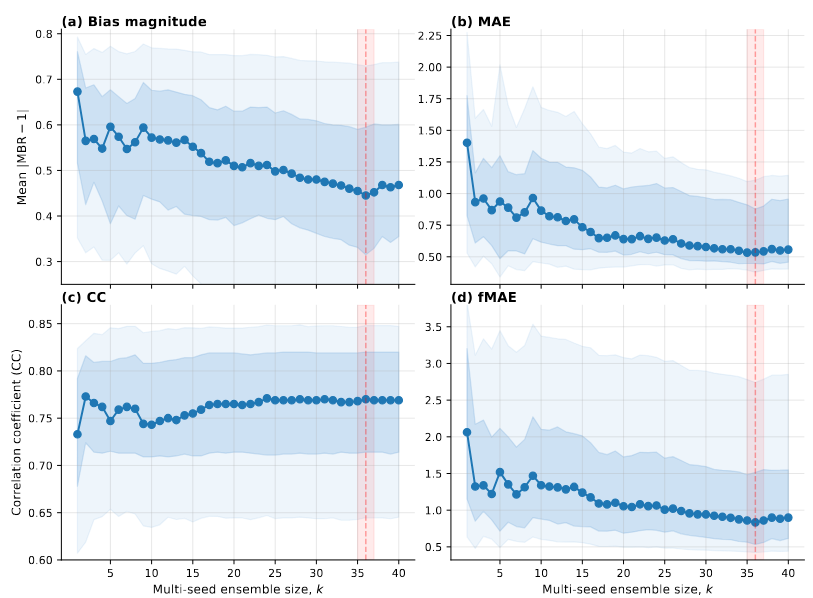 (a) Bias magnitude
0.8
0.7
0.6
0.5
0.4
0.3
Mean |MBR − 1|
(b) MAE
2.25
2.00
1.75
1.50
1.25
1.00
0.75
0.50
(c) CC
0.85
0.80
0.75
0.70
0.65
0.60
Correlation coefficient (CC)
5 10 15 20 25 30 35 40
Multi-seed ensemble size, k
(d) fMAE
3.5
3.0
2.5
2.0
1.5
1.0
0.5
5 10 15 20 25 30 35 40
Multi-seed ensemble size, k